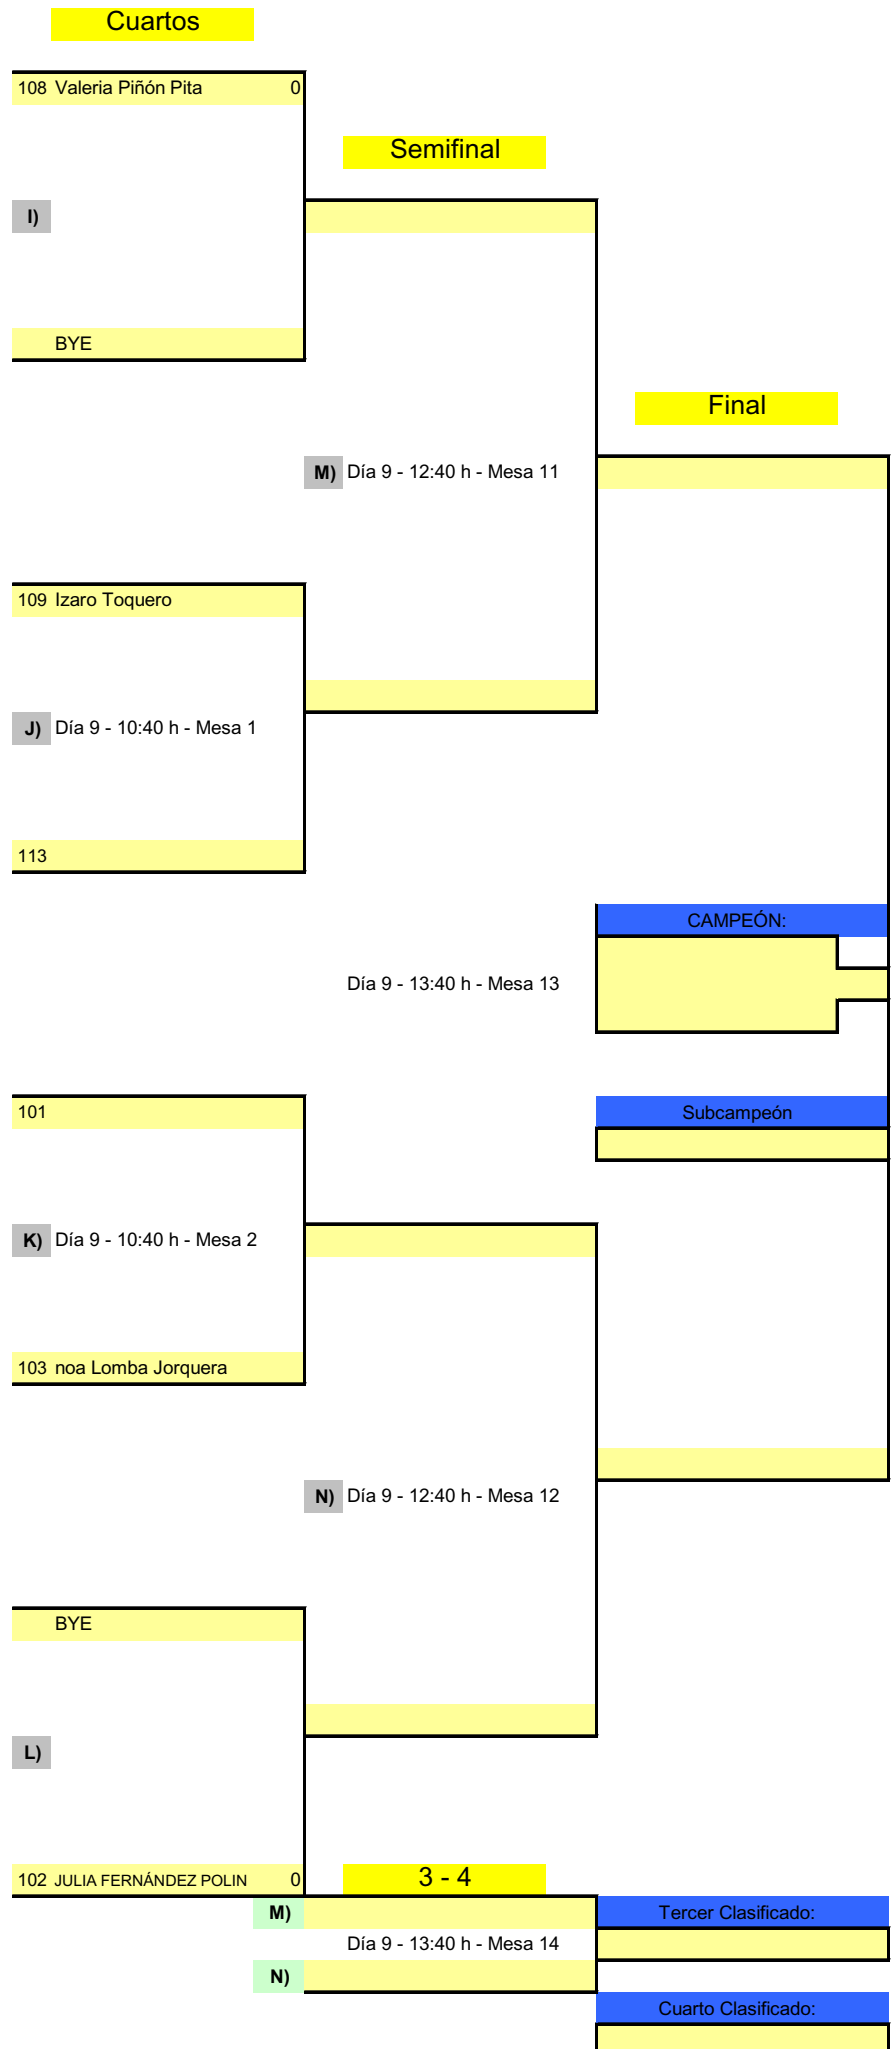 Cuartos
108 Valeria Piñón Pita 0
Semifinal
I)
BYE
Final
M) Día 9 - 12:40 h - Mesa 11
109 Izaro Toquero
J) Día 9 - 10:40 h - Mesa 1
113
CAMPEÓN:
Día 9 - 13:40 h - Mesa 13
101
Subcampeón
K) Día 9 - 10:40 h - Mesa 2
103 noa Lomba Jorquera
N) Día 9 - 12:40 h - Mesa 12
BYE
L)
102 JULIA FERNÁNDEZ POLIN 0
3 - 4
M)
Tercer Clasificado:
Día 9 - 13:40 h - Mesa 14
N)
Cuarto Clasificado: